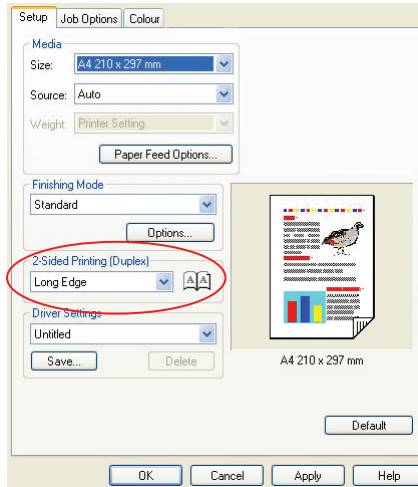 Setup Job Options Colour
Media
Size: A4 210 x 297 mm
Source: Auto
Weight: Printer Setting
Paper Feed Options...
Finishing Mode
Standard
Options...
2-Sided Printing (Duplex)
Long Edge
A A
Driver Settings
Untitled
Save... Delete
A4 210 x 297 mm
Default
OK Cancel Apply Help